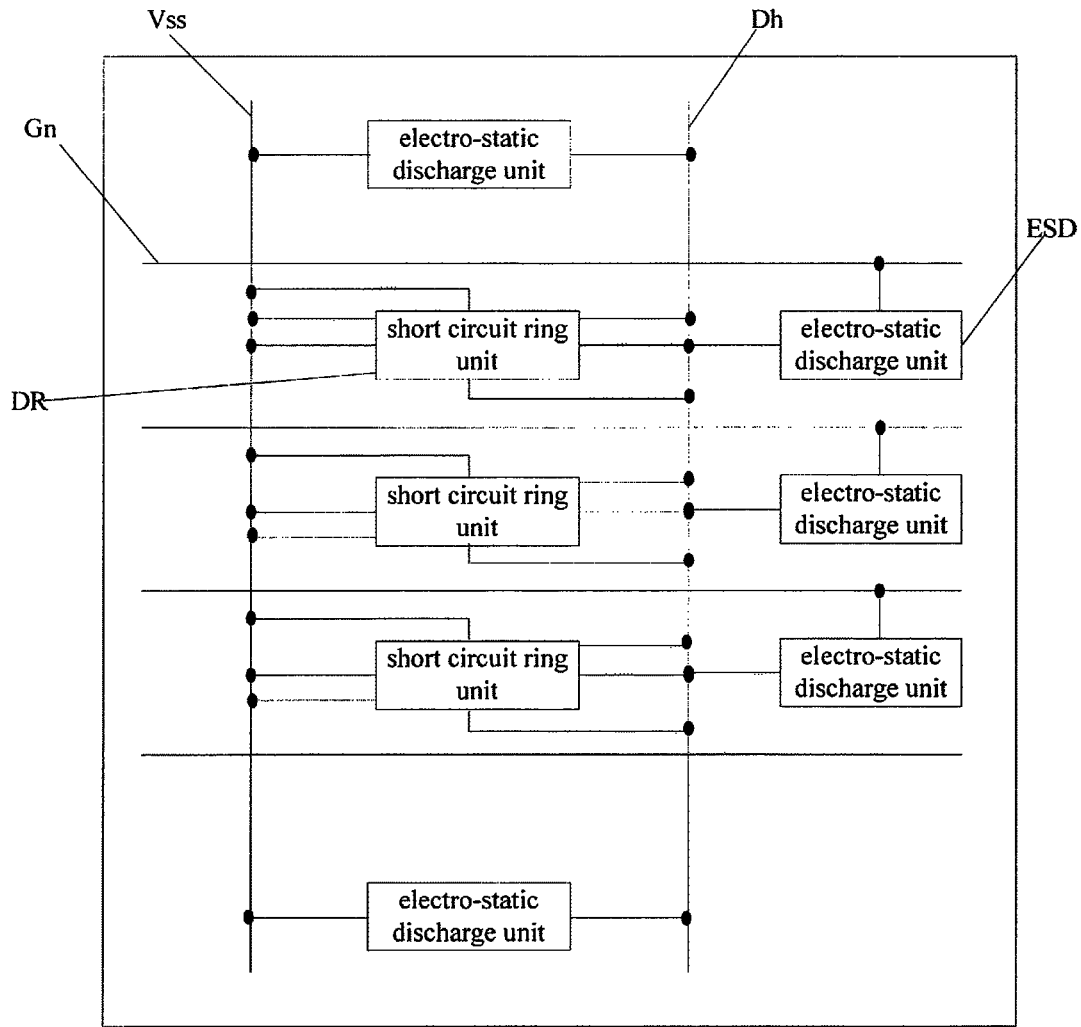 Vss
Dh
Gn
electro-static
discharge unit
ESD
short circuit ring
unit
electro-static
discharge unit
DR
short circuit ring
unit
electro-static
discharge unit
short circuit ring
unit
electro-static
discharge unit
electro-static
discharge unit